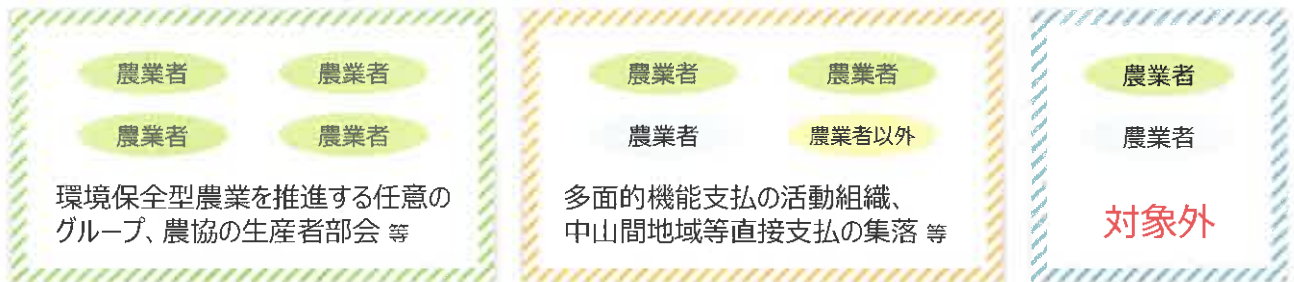 農業者 農業者
農業者 農業者
環境保全型農業を推進する任意の
グループ、農協の生産者部会 等
農業者 農業者
農業者 農業者以外
多面的機能支払の活動組織、
中山間地域等直接支払の集落 等
農業者
農業者
対象外